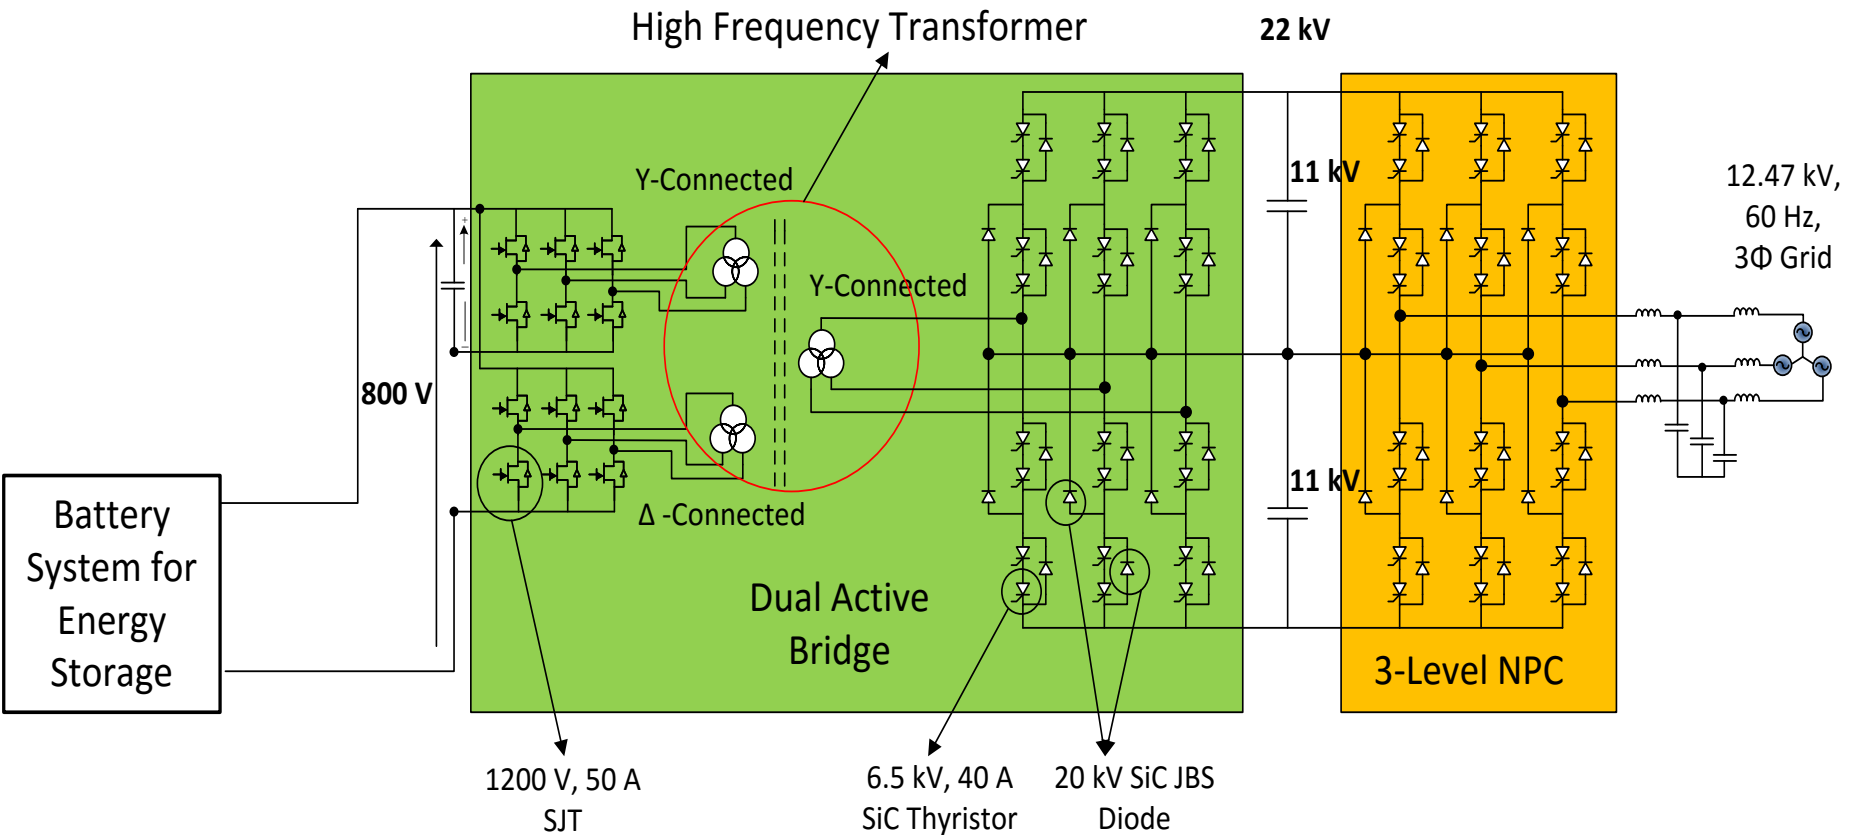 High Frequency Transformer
22 kV
Y-Connected
11 kV
12.47 kV,
60 Hz,
3Φ Grid
+
Y-Connected
−
800 V
11 kV
Battery
System for
Energy
Storage
Δ -Connected
Dual Active
Bridge
3-Level NPC
1200 V, 50 A
SJT
6.5 kV, 40 A
SiC Thyristor
20 kV SiC JBS
Diode